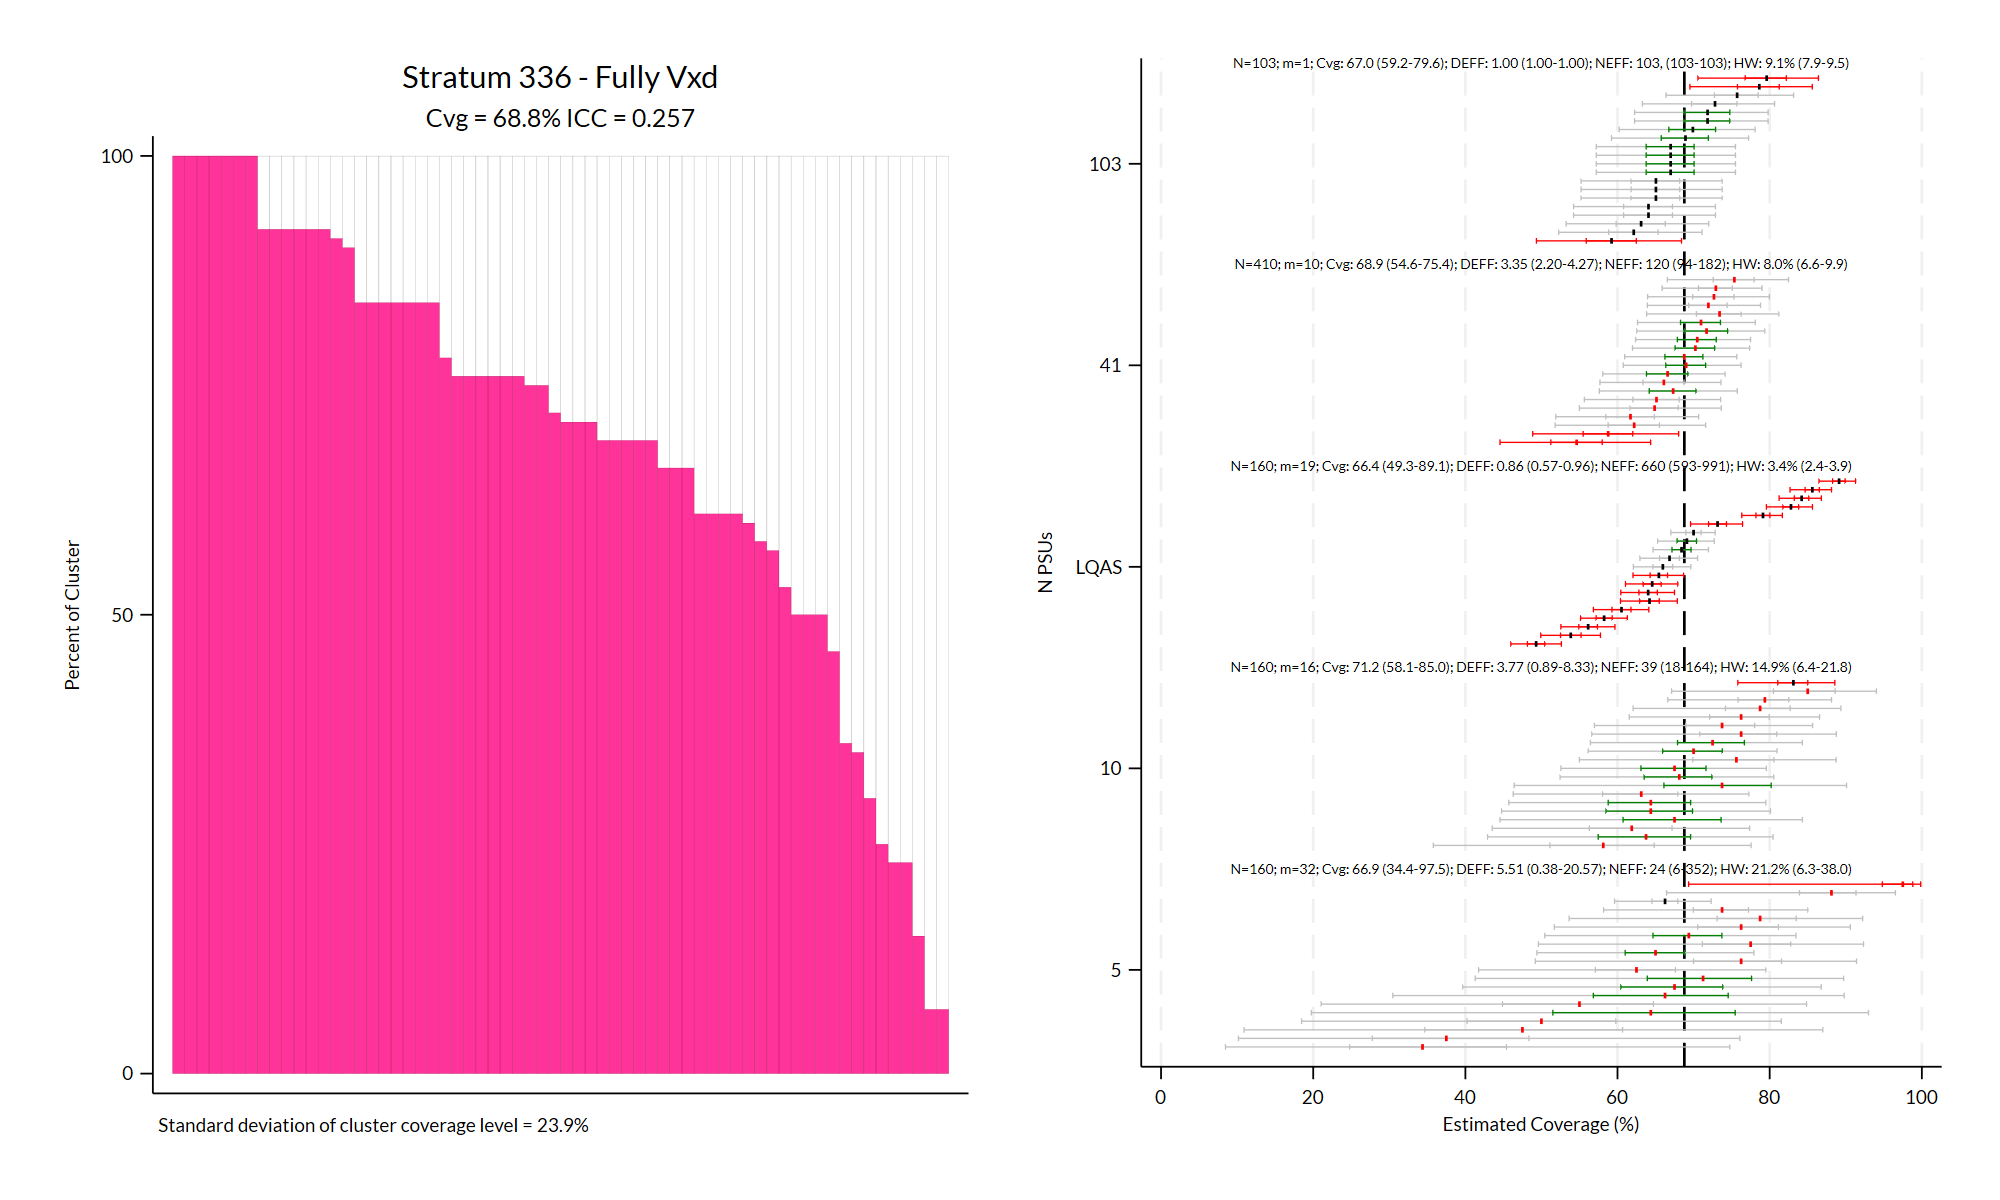 Stratum 336 - Fully Vxd
Cvg = 68.8% ICC = 0.257
100
50
0
Percent of Cluster
Standard deviation of cluster coverage level = 23.9%
N=103; m=1; Cvg: 67.0 (59.2-79.6); DEFF: 1.00 (1.00-1.00); NEFF: 103, (103-103); HW: 9.1% (7.9-9.5)
103
N=410; m=10; Cvg: 68.9 (54.6-75.4); DEFF: 3.35 (2.20-4.27); NEFF: 120 (94-182); HW: 8.0% (6.6-9.9)
41
N=160; m=19; Cvg: 66.4 (49.3-89.1); DEFF: 0.86 (0.57-0.96); NEFF: 660 (593-991); HW: 3.4% (2.4-3.9)
N PSUs
LQAS
N=160; m=16; Cvg: 71.2 (58.1-85.0); DEFF: 3.77 (0.89-8.33); NEFF: 39 (18-164); HW: 14.9% (6.4-21.8)
10
N=160; m=32; Cvg: 66.9 (34.4-97.5); DEFF: 5.51 (0.38-20.57); NEFF: 24 (6-352); HW: 21.2% (6.3-38.0)
5
0 20 40 60 80 100
Estimated Coverage (%)